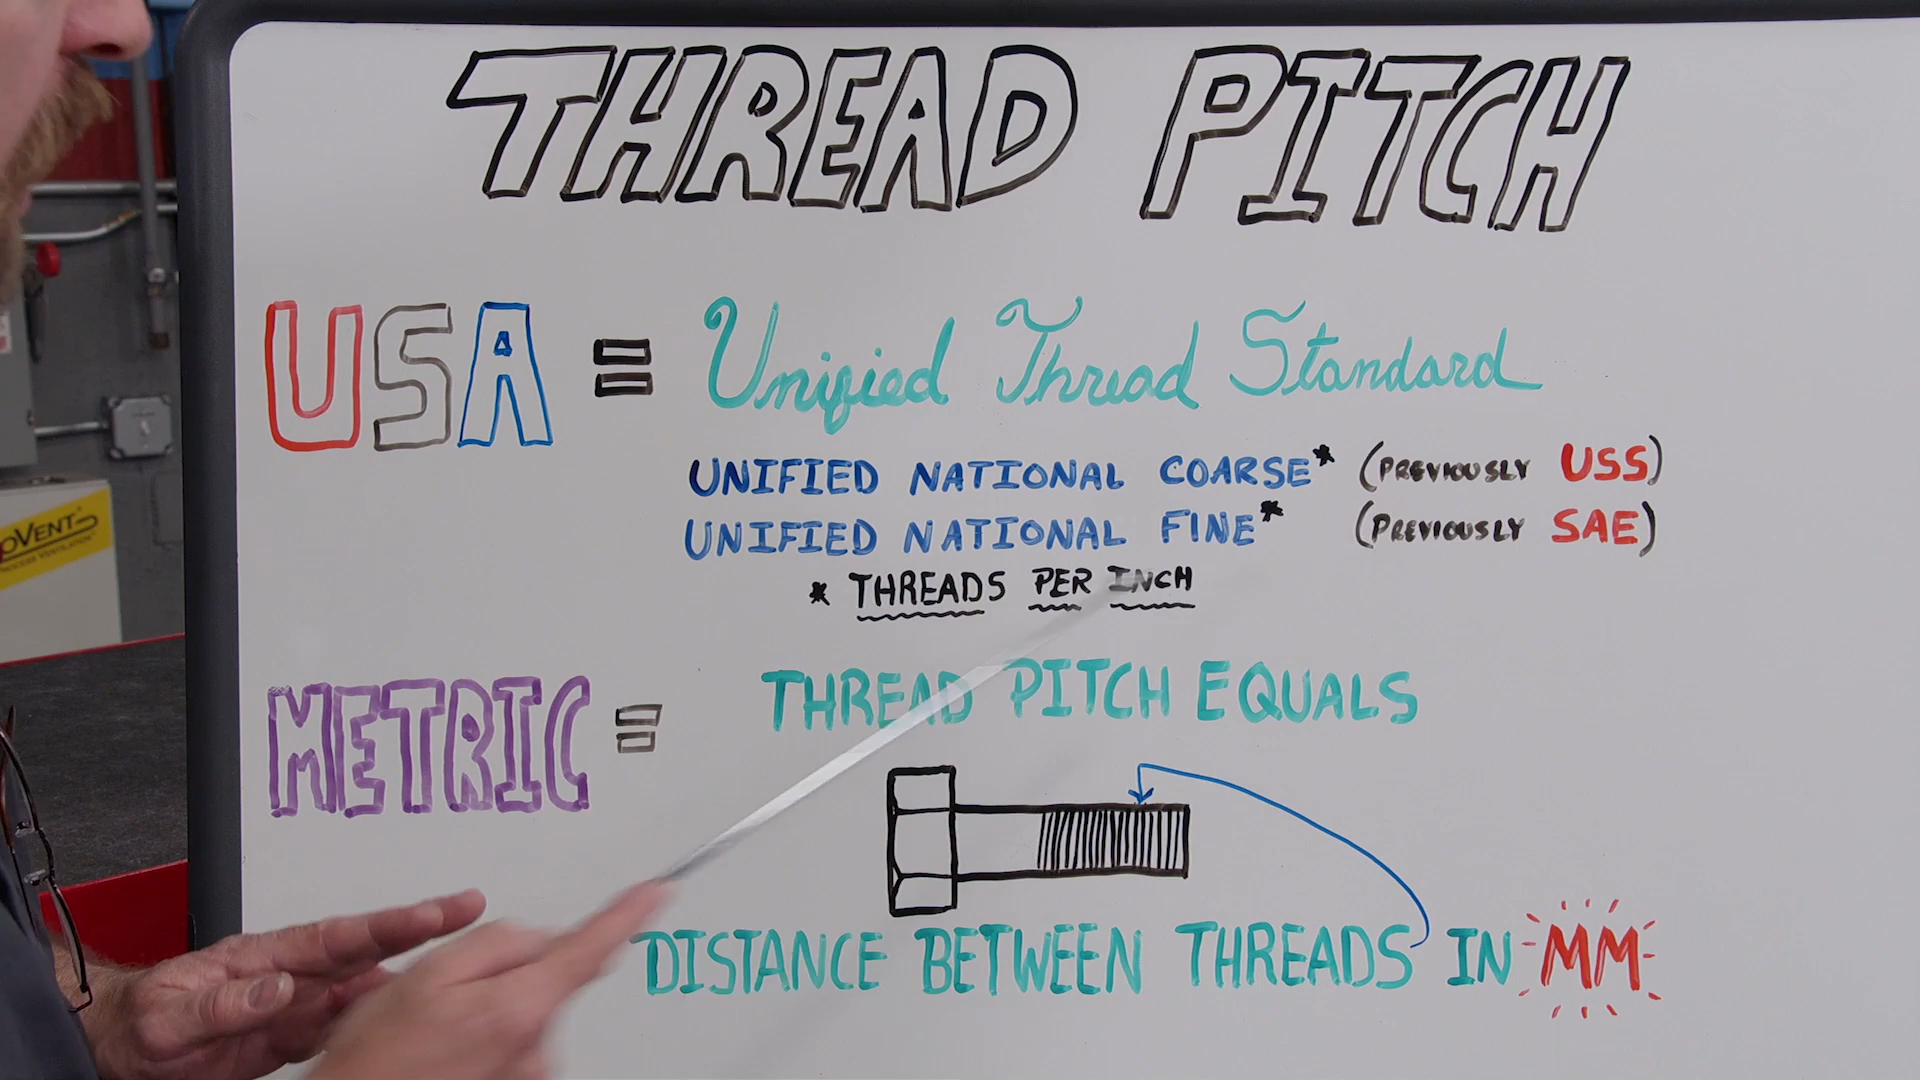 THREAD PITCH
USA = Unified Thread Standard
UNIFIED NATIONAL COARSE* (PREVIOUSLY USS)
UNIFIED NATIONAL FINE* (PREVIOUSLY SAE)
* THREADS PER INCH
METRIC = THREAD PITCH EQUALS
DISTANCE BETWEEN THREADS IN MM
VENT